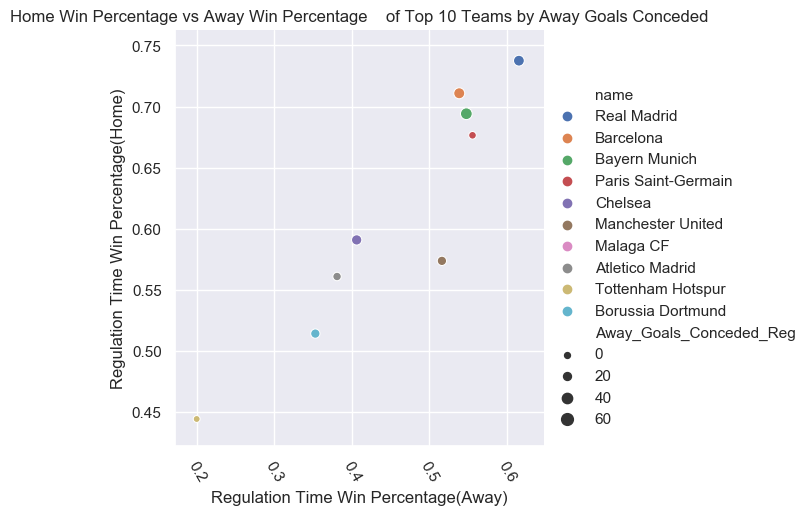 Home Win Percentage vs Away Win Percentage    of Top 10 Teams by Away Goals Conceded
0.75
0.70
0.65
0.60
0.55
0.50
0.45
Regulation Time Win Percentage(Home)
0.2
0.3
0.4
0.5
0.6
Regulation Time Win Percentage(Away)
name
Real Madrid
Barcelona
Bayern Munich
Paris Saint-Germain
Chelsea
Manchester United
Malaga CF
Atletico Madrid
Tottenham Hotspur
Borussia Dortmund
Away_Goals_Conceded_Reg
0
20
40
60